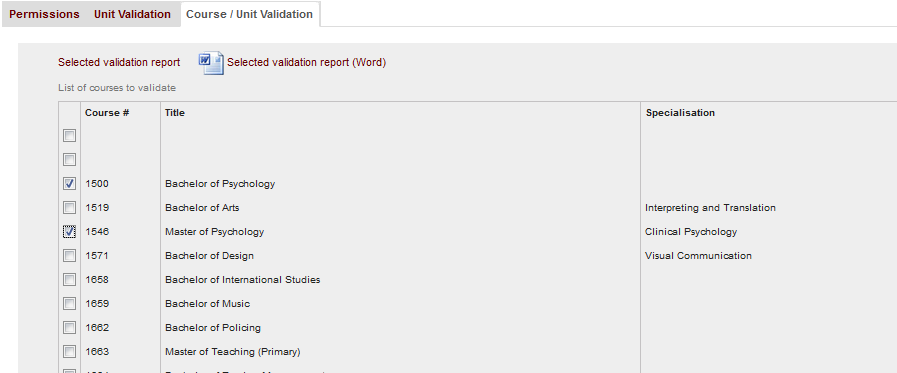 Permissions Unit Validation Course / Unit Validation
Selected validation report Selected validation report (Word)
List of courses to validate
Course # Title Specialisation
1500 Bachelor of Psychology
1519 Bachelor of Arts Interpreting and Translation
1546 Master of Psychology Clinical Psychology
1571 Bachelor of Design Visual Communication
1658 Bachelor of International Studies
1659 Bachelor of Music
1662 Bachelor of Policing
1663 Master of Teaching (Primary)